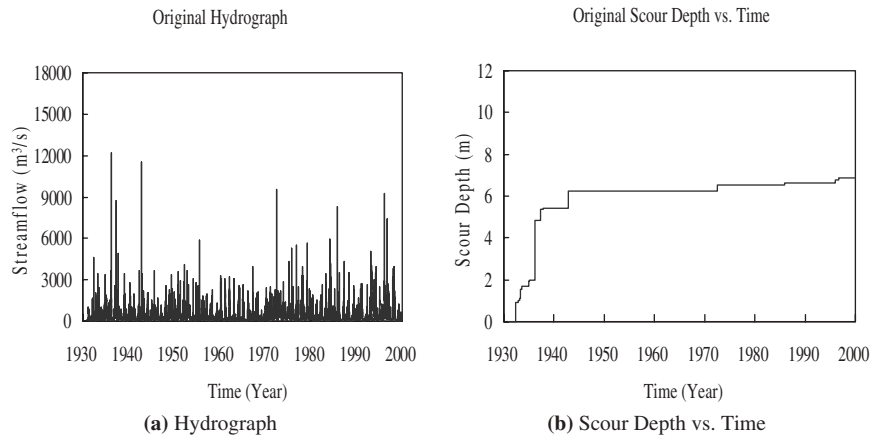 Original Hydrograph
18000
15000
12000
9000
6000
3000
0
Streamflow (m³/s)
1930 1940 1950 1960 1970 1980 1990 2000
Time (Year)
(a) Hydrograph
Original Scour Depth vs. Time
12
10
8
6
4
2
0
Scour Depth (m)
1930 1940 1950 1960 1970 1980 1990 2000
Time (Year)
(b) Scour Depth vs. Time